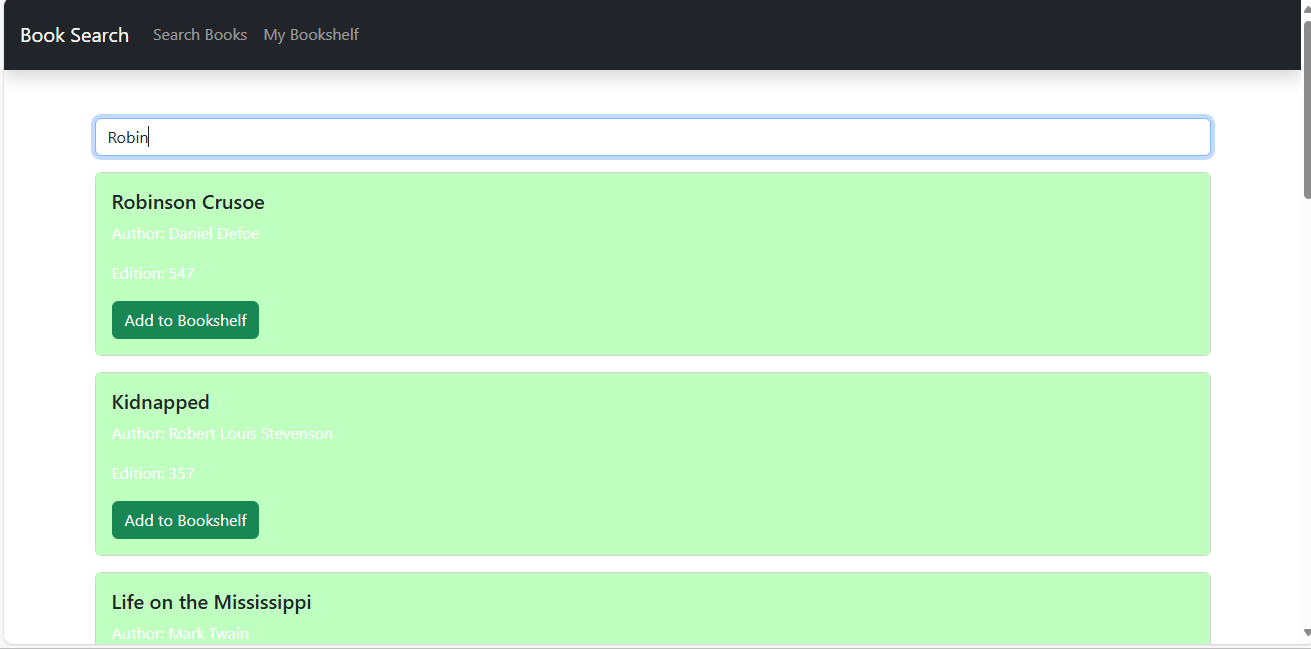 Book Search Search Books My Bookshelf
Robin
Robinson Crusoe
Author: Daniel Defoe
Edition: 547
Add to Bookshelf
Kidnapped
Author: Robert Louis Stevenson
Edition: 357
Add to Bookshelf
Life on the Mississippi
Author: Mark Twain